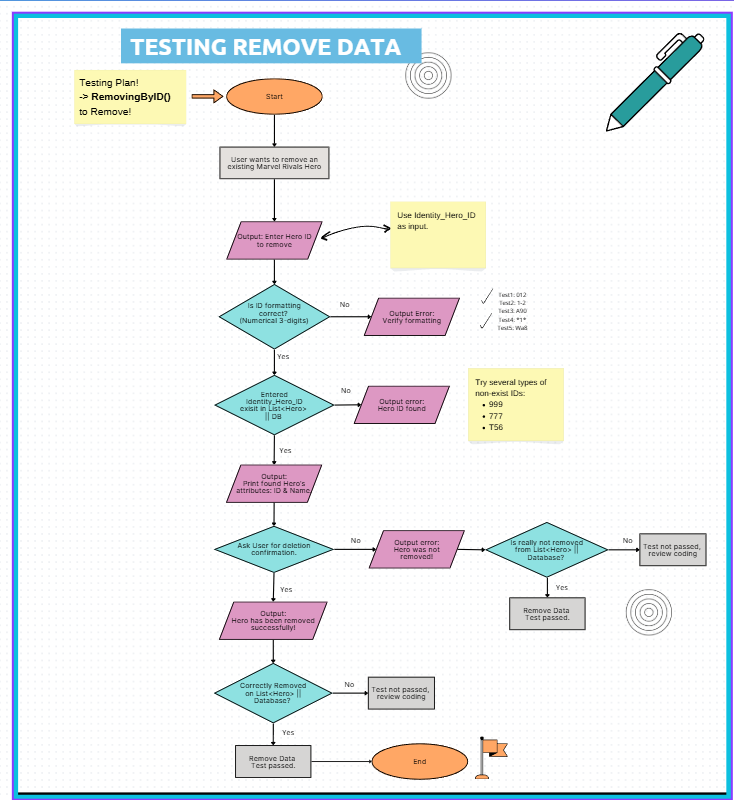 TESTING REMOVE DATA
Testing Plan!
-> RemovingByID()
to Remove!
Start
User wants to remove an
existing Marvel Rivals Hero
Output: Enter Hero ID
to remove
Use Identity_Hero_ID
as input.
Is ID formatting
correct?
(Numerical 3-digits)
No
Output Error:
Verify formatting
Test1: 012
Test2: 1-2
Test3: A90
Test4: *1*
Test5: Wa8
Yes
Entered
Identity_Hero_ID
exisit in List<Hero>
|| DB
No
Output error:
Hero ID found
Try several types of
non-exist IDs:
• 999
• 777
• T56
Yes
Output:
Print found Hero's
attributes: ID & Name
Ask User for deletion
confirmation.
No
Output error:
Hero was not
removed!
Is really not removed
from List<Hero> ||
Database?
No
Test not passed,
review coding
Yes
Remove Data
Test passed.
Yes
Output:
Hero has been removed
successfully!
Correctly Removed
on List<Hero> ||
Database?
No
Test not passed,
review coding
Yes
Remove Data
Test passed.
End